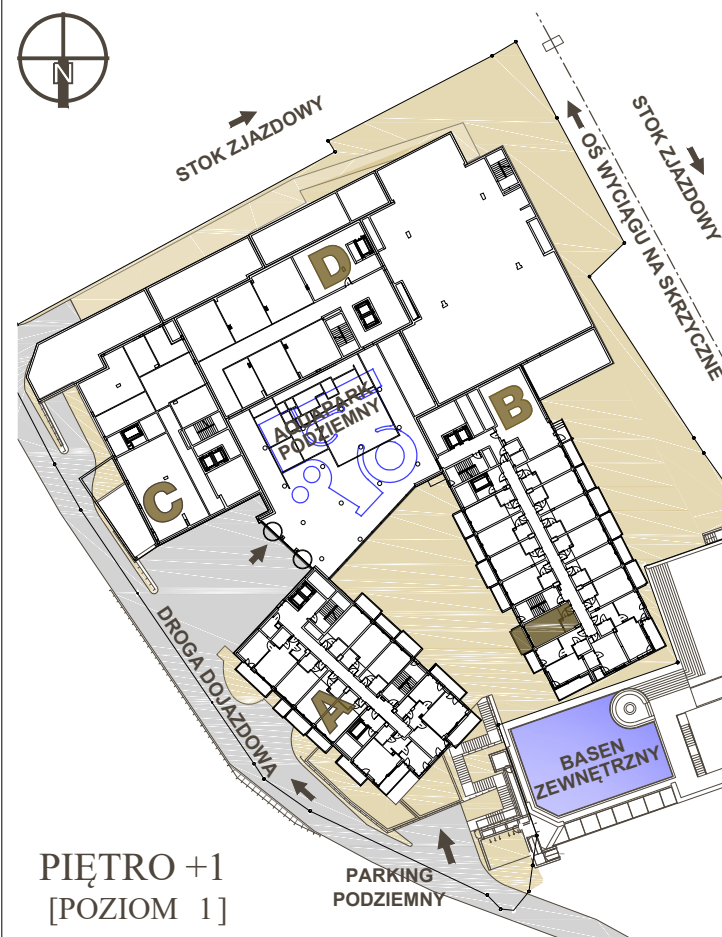 N
STOK ZJAZDOWY
STOK ZJAZDOWY
OŚ WYCIĄGU NA SKRZYCZNE
D
AQUAPARK
PODZIEMNY
B
C
A
DROGA DOJAZDOWA
BASEN
ZEWNĘTRZNY
PARKING
PODZIEMNY
PIĘTRO +1
[POZIOM 1]